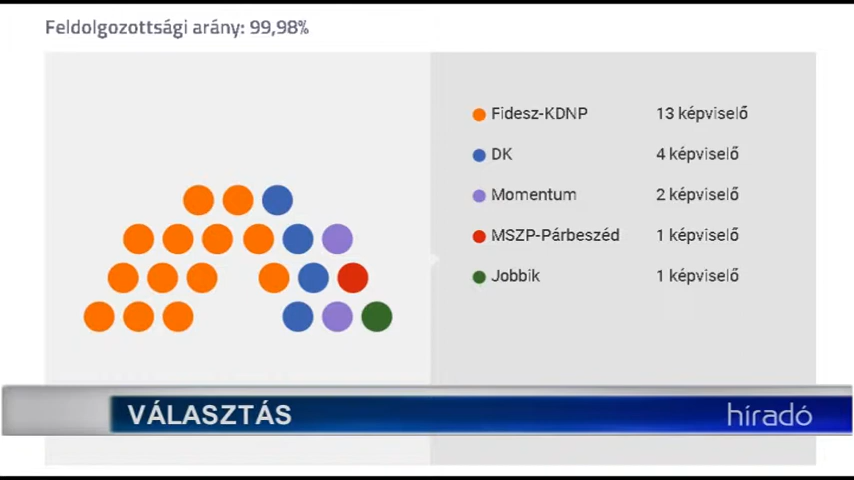 Feldolgozottsági arány: 99,98%
Fidesz-KDNP 13 képviselő
DK 4 képviselő
Momentum 2 képviselő
MSZP-Párbeszéd 1 képviselő
Jobbik 1 képviselő
VÁLASZTÁS
híradó